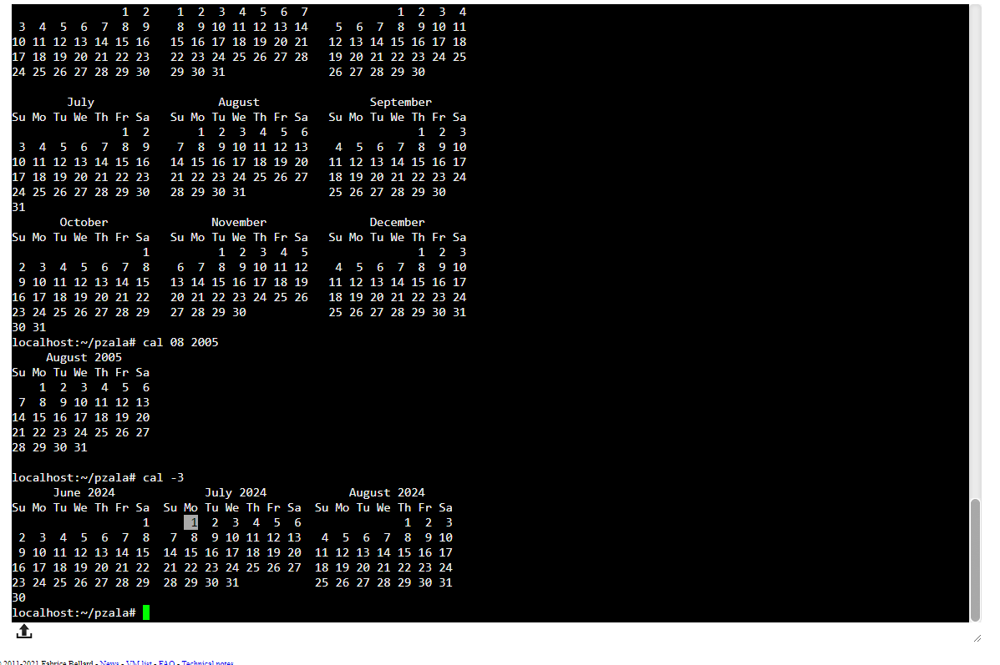 1  2    1  2  3  4  5  6  7             1  2  3  4
 3  4  5  6  7  8  9    8  9 10 11 12 13 14    5  6  7  8  9 10 11
10 11 12 13 14 15 16   15 16 17 18 19 20 21   12 13 14 15 16 17 18
17 18 19 20 21 22 23   22 23 24 25 26 27 28   19 20 21 22 23 24 25
24 25 26 27 28 29 30   29 30 31               26 27 28 29 30

        July                  August                September
Su Mo Tu We Th Fr Sa   Su Mo Tu We Th Fr Sa   Su Mo Tu We Th Fr Sa
                1  2       1  2  3  4  5  6                1  2  3
 3  4  5  6  7  8  9    7  8  9 10 11 12 13    4  5  6  7  8  9 10
10 11 12 13 14 15 16   14 15 16 17 18 19 20   11 12 13 14 15 16 17
17 18 19 20 21 22 23   21 22 23 24 25 26 27   18 19 20 21 22 23 24
24 25 26 27 28 29 30   28 29 30 31            25 26 27 28 29 30
31
       October               November               December
Su Mo Tu We Th Fr Sa   Su Mo Tu We Th Fr Sa   Su Mo Tu We Th Fr Sa
                   1          1  2  3  4  5                1  2  3
 2  3  4  5  6  7  8    6  7  8  9 10 11 12    4  5  6  7  8  9 10
 9 10 11 12 13 14 15   13 14 15 16 17 18 19   11 12 13 14 15 16 17
16 17 18 19 20 21 22   20 21 22 23 24 25 26   18 19 20 21 22 23 24
23 24 25 26 27 28 29   27 28 29 30            25 26 27 28 29 30 31
30 31
localhost:~/pzala# cal 08 2005
     August 2005
Su Mo Tu We Th Fr Sa
    1  2  3  4  5  6
 7  8  9 10 11 12 13
14 15 16 17 18 19 20
21 22 23 24 25 26 27
28 29 30 31

localhost:~/pzala# cal -3
      June 2024             July 2024            August 2024
Su Mo Tu We Th Fr Sa  Su Mo Tu We Th Fr Sa  Su Mo Tu We Th Fr Sa
                   1      1  2  3  4  5  6               1  2  3
 2  3  4  5  6  7  8   7  8  9 10 11 12 13   4  5  6  7  8  9 10
 9 10 11 12 13 14 15  14 15 16 17 18 19 20  11 12 13 14 15 16 17
16 17 18 19 20 21 22  21 22 23 24 25 26 27  18 19 20 21 22 23 24
23 24 25 26 27 28 29  28 29 30 31           25 26 27 28 29 30 31
30
localhost:~/pzala#
2011-2021 Fabrice Bellard - News - VM list - FAQ - Technical notes